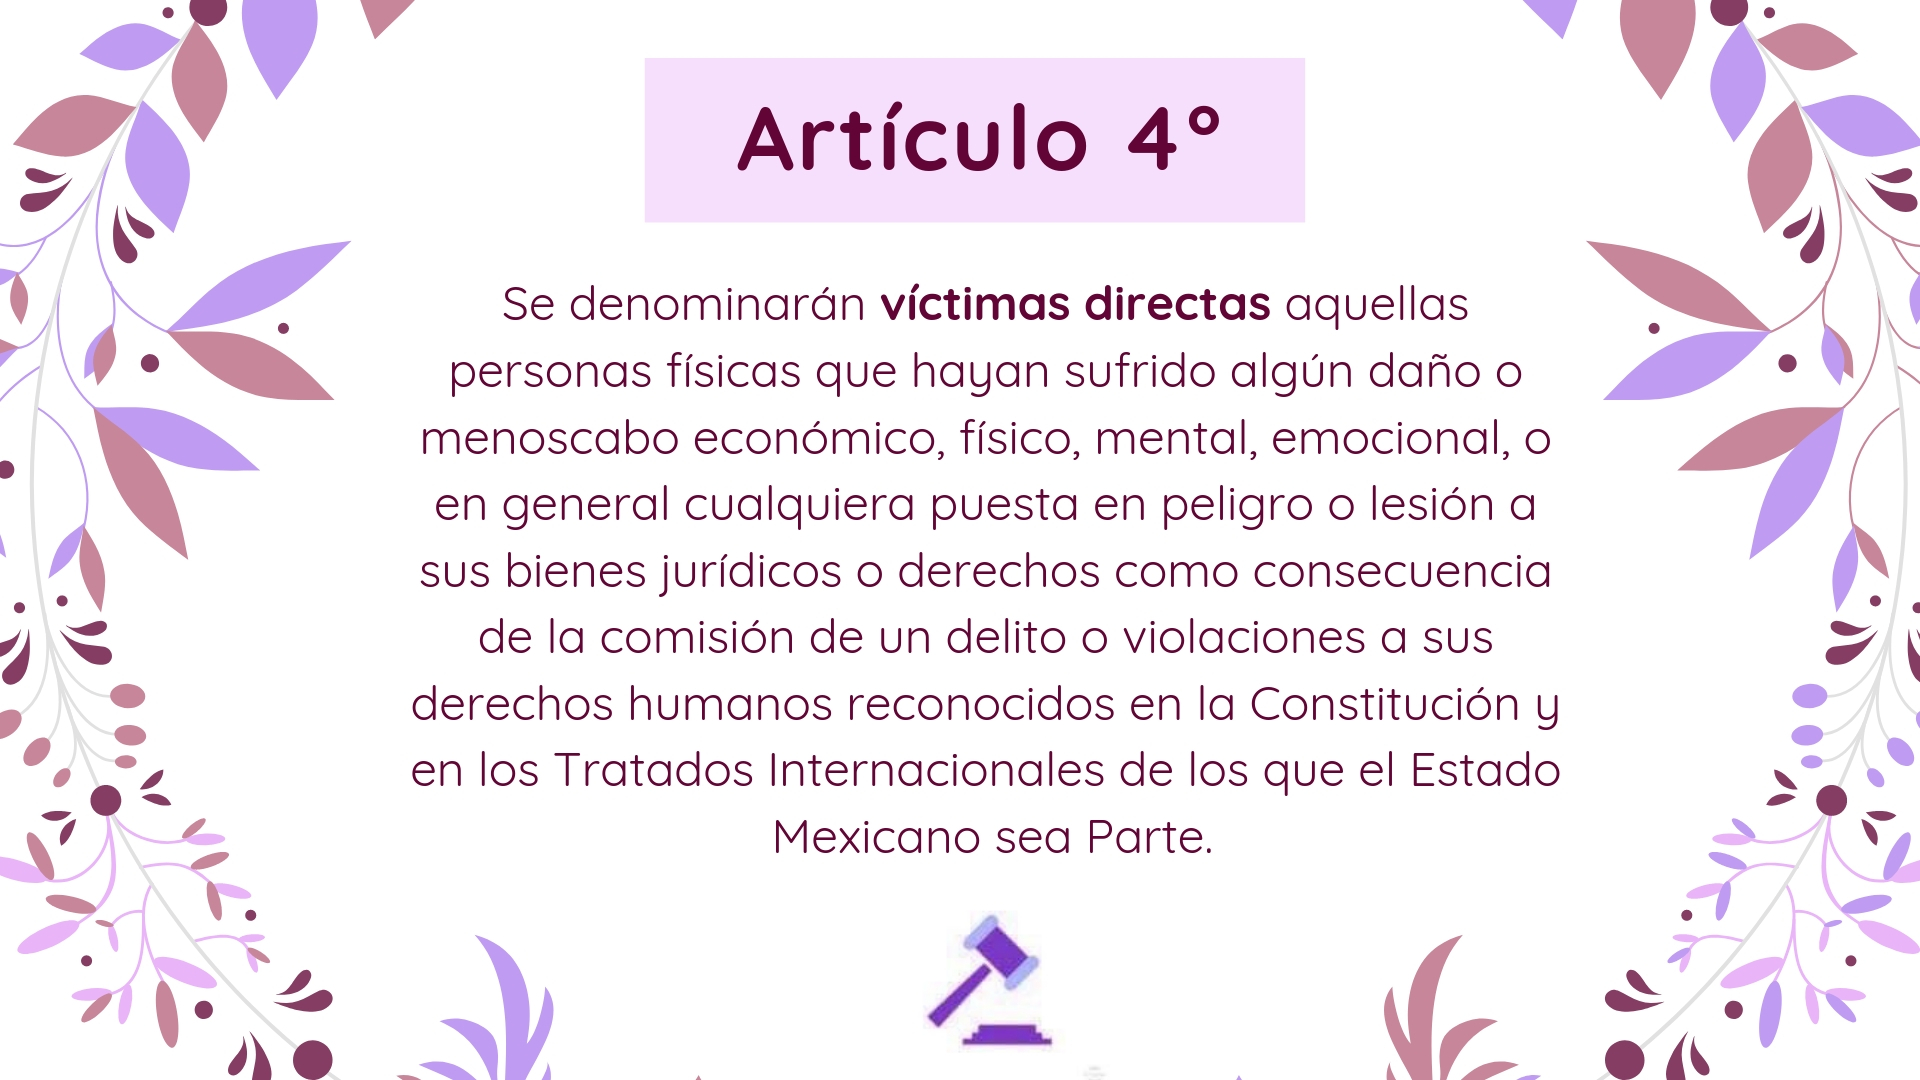 Artículo 4°
Se denominarán víctimas directas aquellas
personas físicas que hayan sufrido algún daño o
menoscabo económico, físico, mental, emocional, o
en general cualquiera puesta en peligro o lesión a
sus bienes jurídicos o derechos como consecuencia
de la comisión de un delito o violaciones a sus
derechos humanos reconocidos en la Constitución y
en los Tratados Internacionales de los que el Estado
Mexicano sea Parte.